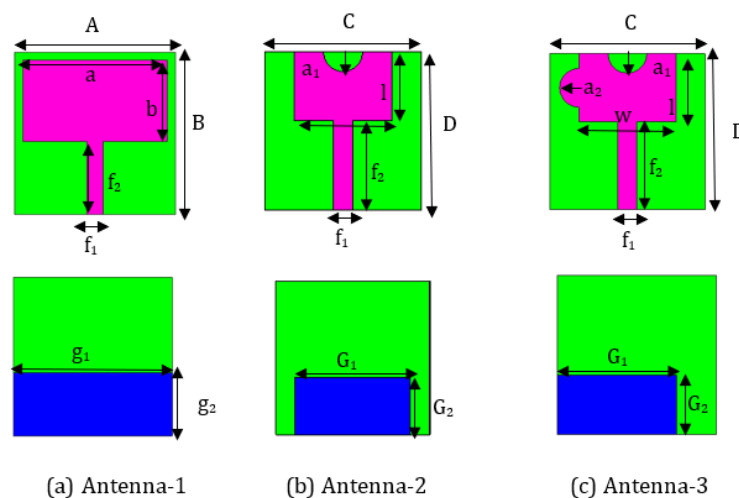 A
C
C
a
b
B
f₂
f₁
a₁
l
D
f₂
f₁
a₁
a₂
l
w
D
f₂
f₁
g₁
g₂
G₁
G₂
G₁
G₂
(a) Antenna-1
(b) Antenna-2
(c) Antenna-3